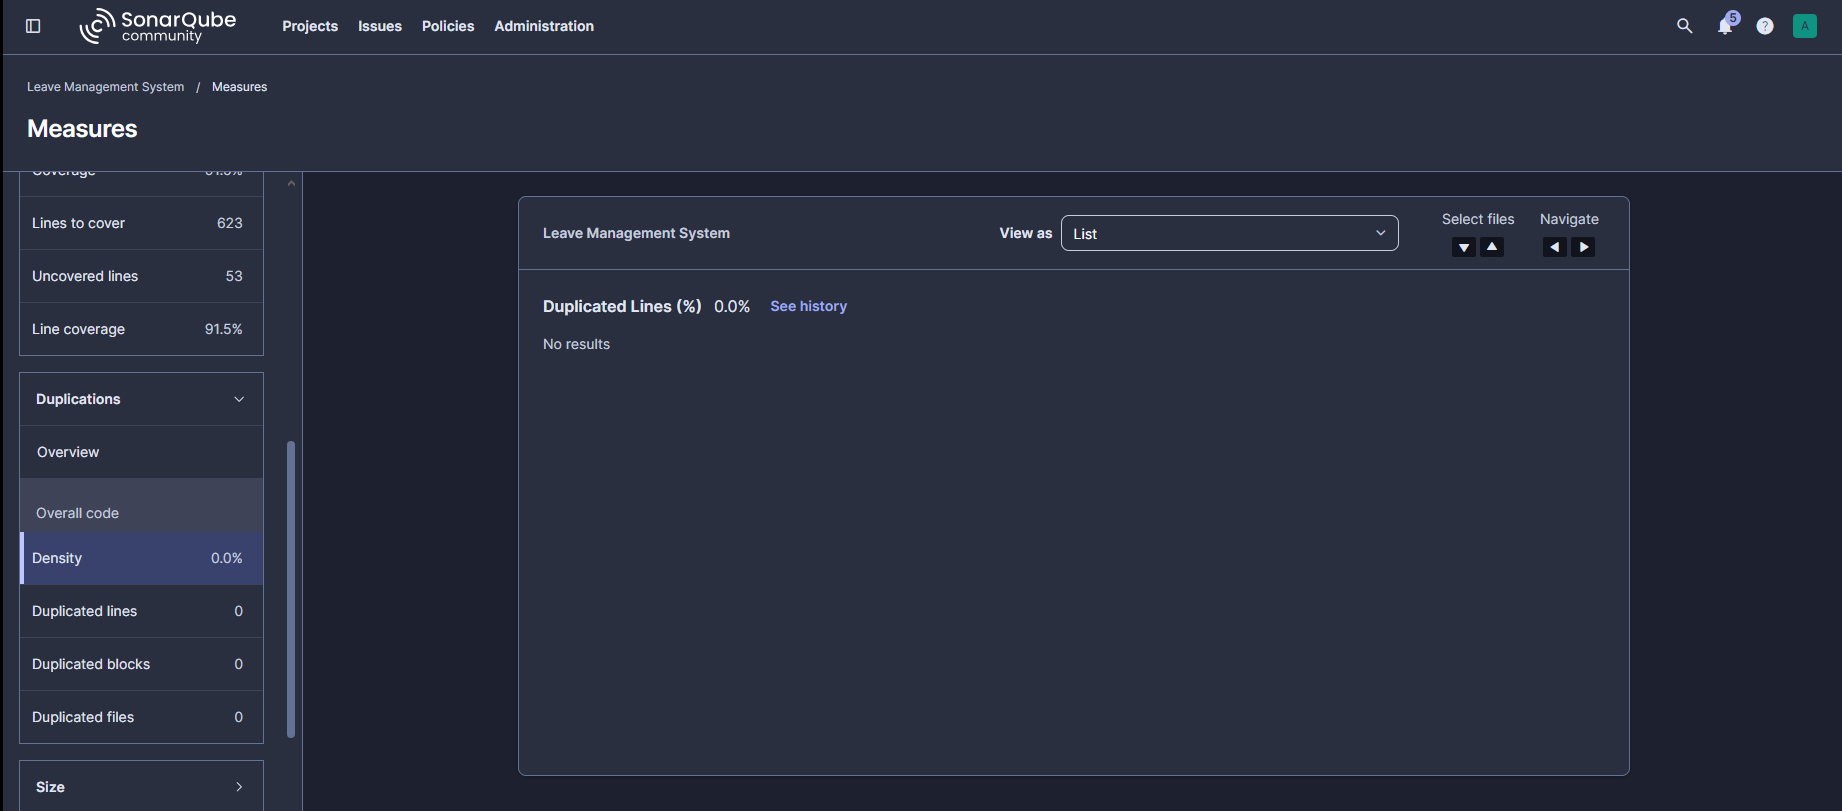 SonarQube
community
Projects Issues Policies Administration
5
?
A
Leave Management System / Measures
Measures
Coverage 91.5%
Lines to cover 623
Uncovered lines 53
Line coverage 91.5%
Duplications
Overview
Overall code
Density 0.0%
Duplicated lines 0
Duplicated blocks 0
Duplicated files 0
Size
Leave Management System
View as List
Select files Navigate
Duplicated Lines (%) 0.0% See history
No results